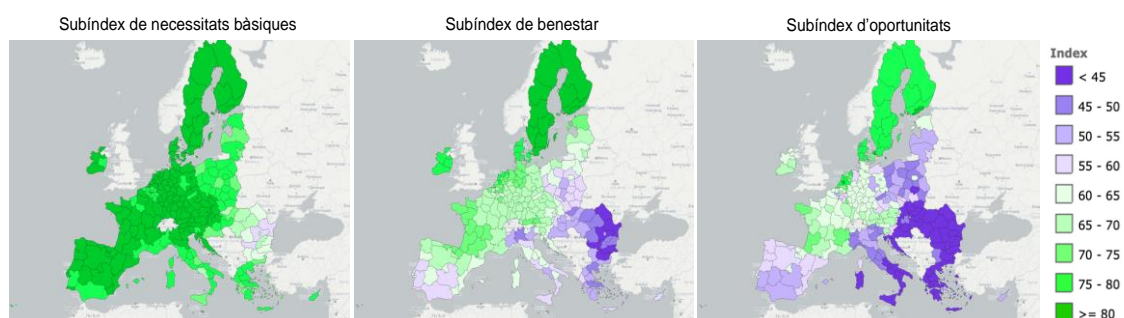 Subíndex de necessitats bàsiques
Subíndex de benestar
Subíndex d'oportunitats
Index
< 45
45 - 50
50 - 55
55 - 60
60 - 65
65 - 70
70 - 75
75 - 80
>= 80